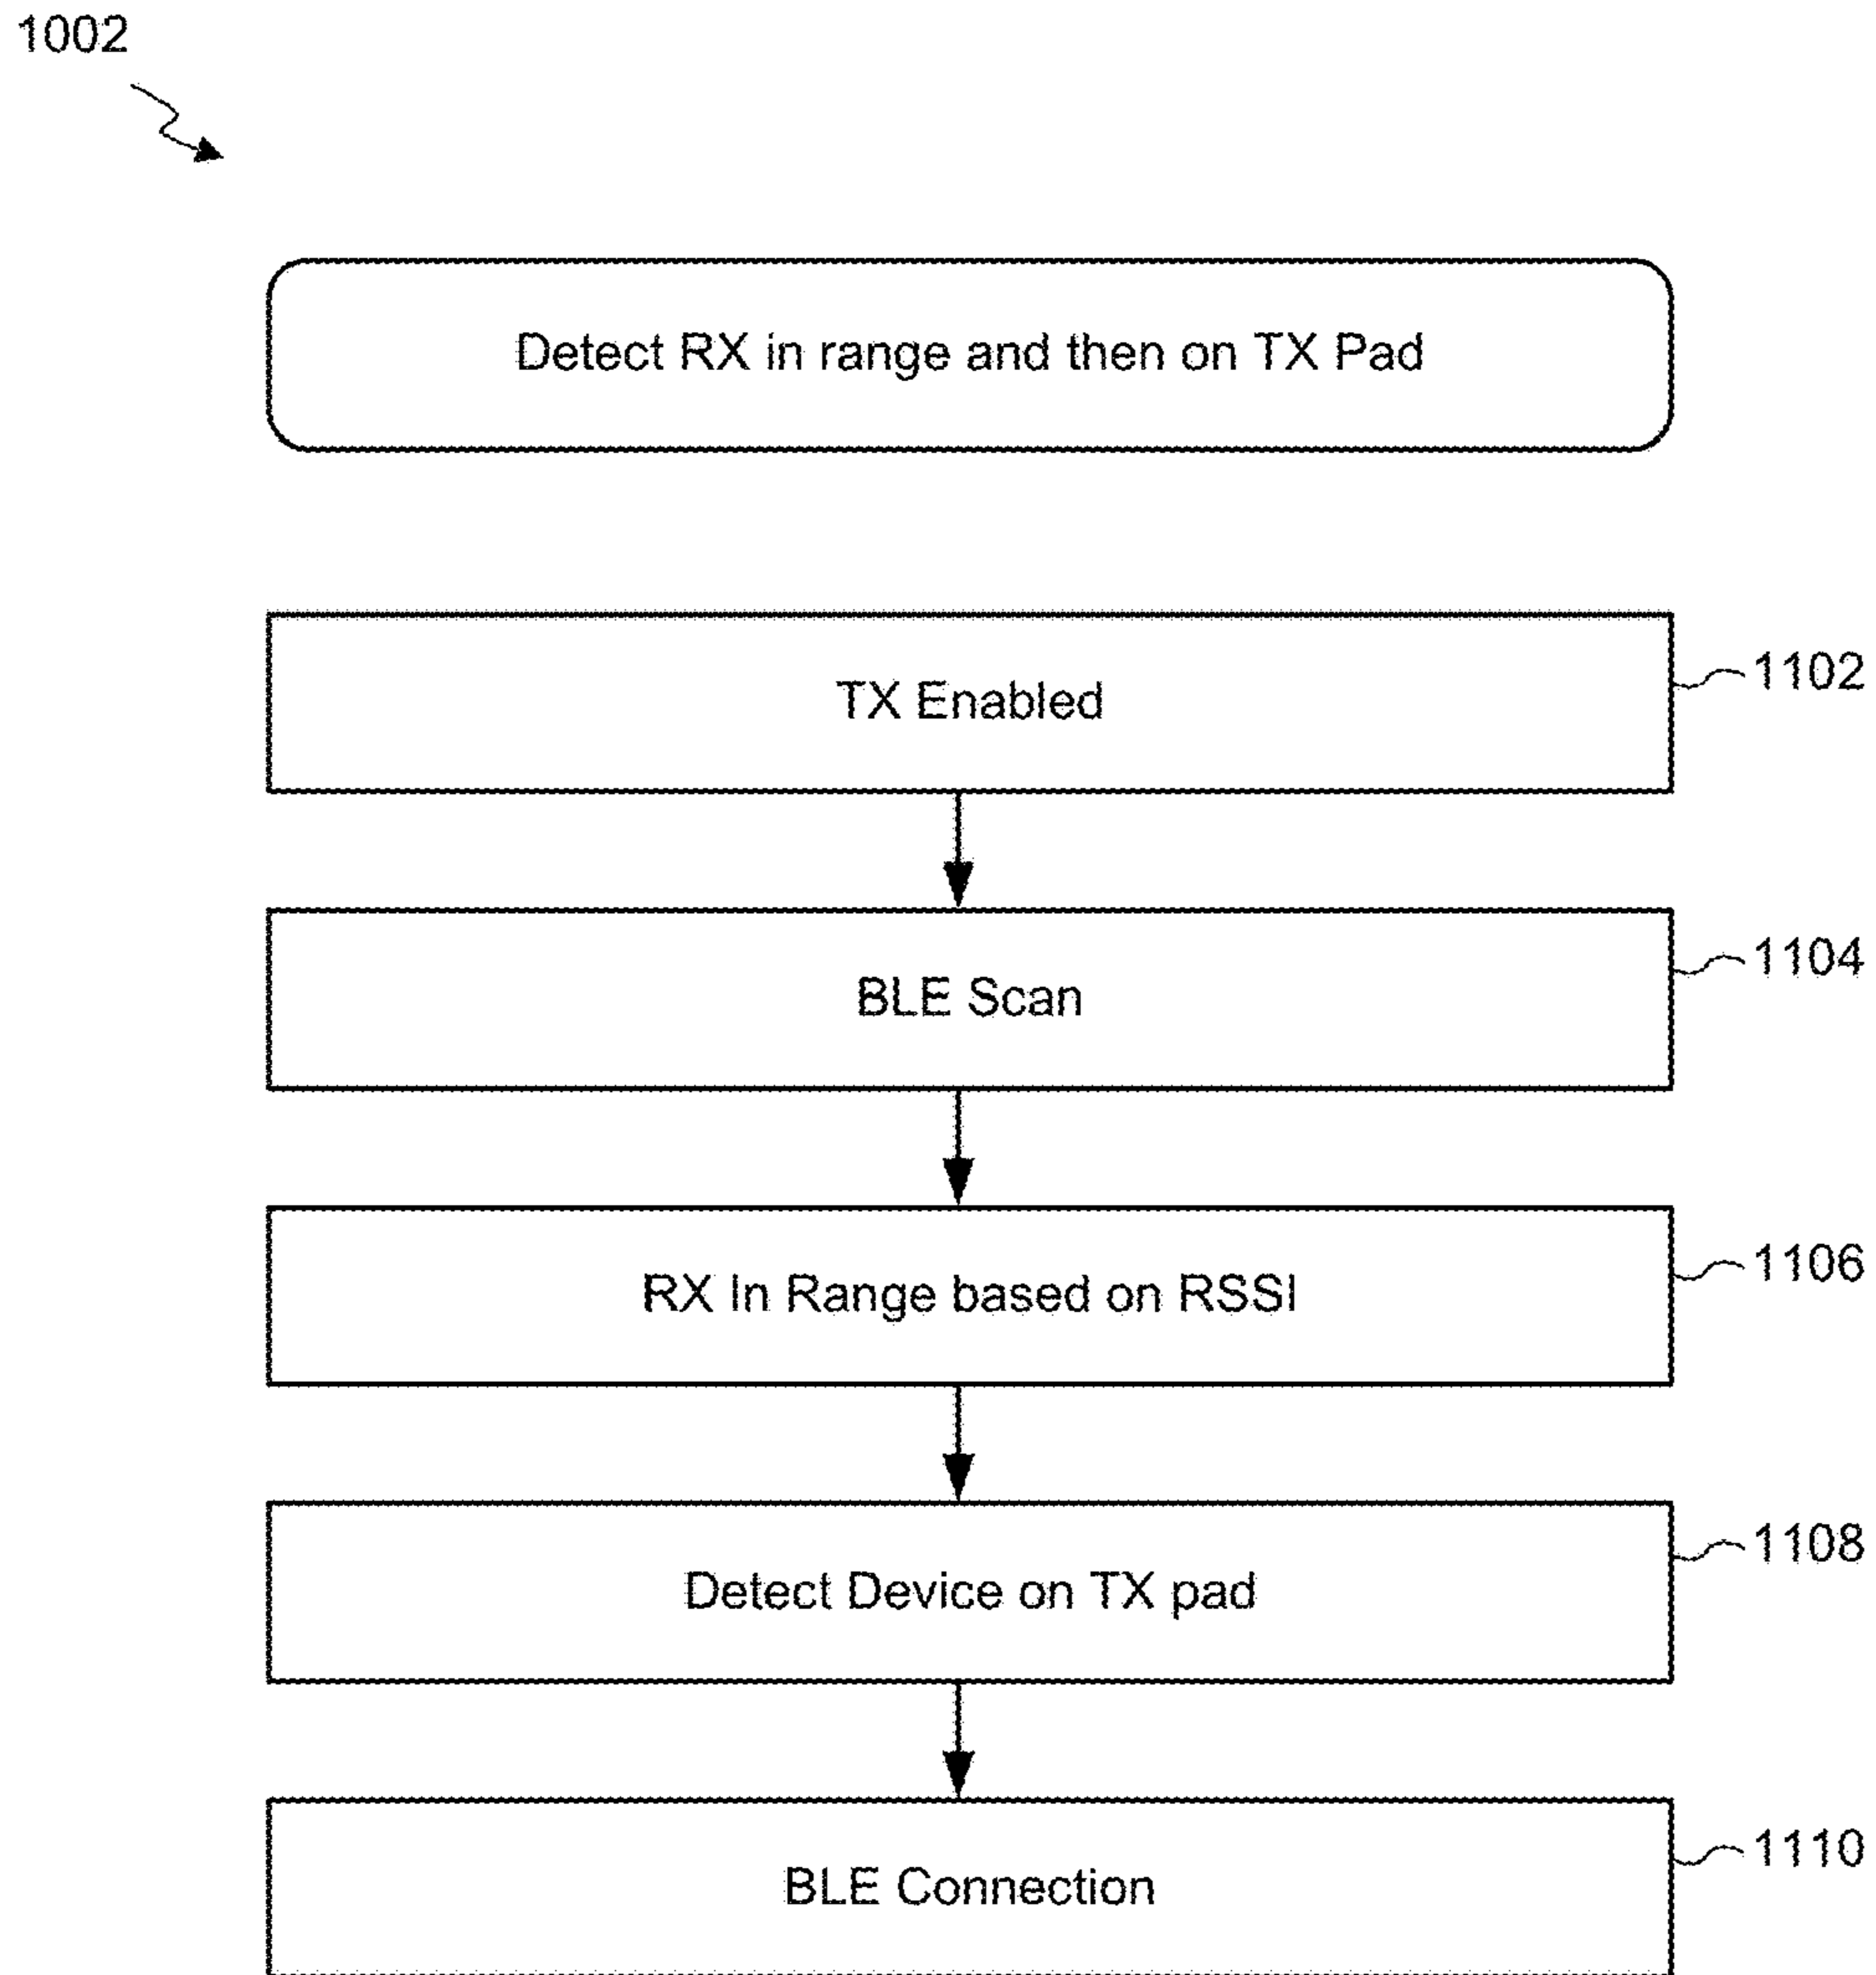 1002
Detect RX in range and then on TX Pad
TX Enabled
1102
BLE Scan
1104
RX In Range based on RSSI
1106
Detect Device on TX pad
1108
BLE Connection
1110